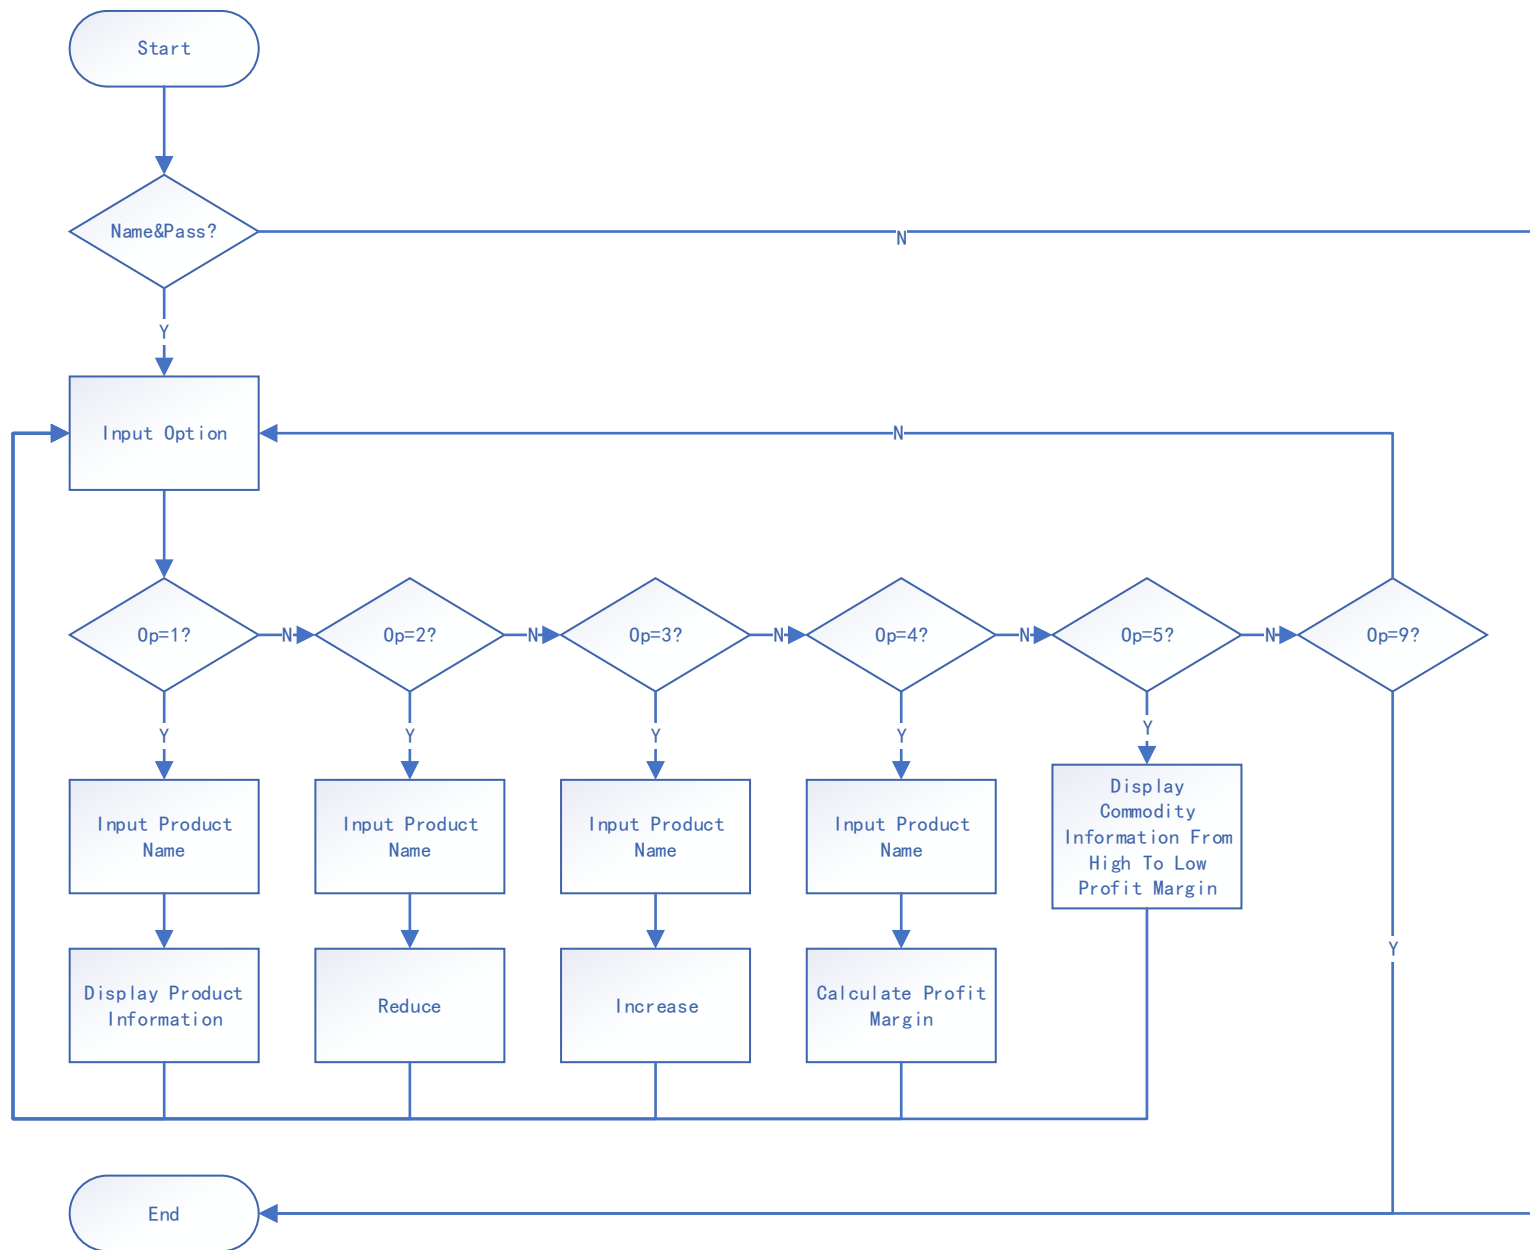 Start
Name&Pass?
N
Y
Input Option
N
Op=1?
N
Op=2?
N
Op=3?
N
Op=4?
N
Op=5?
N
Op=9?
Y
Y
Y
Y
Y
Input Product
Name
Input Product
Name
Input Product
Name
Input Product
Name
Display
Commodity
Information From
High To Low
Profit Margin
Y
Display Product
Information
Reduce
Increase
Calculate Profit
Margin
End